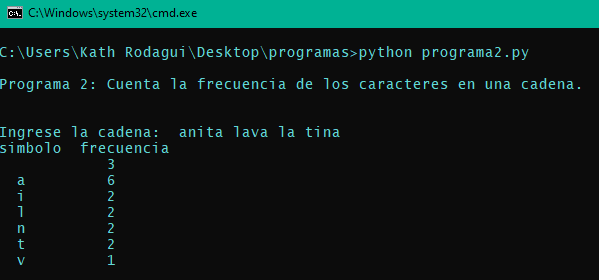 C:\Windows\system32\cmd.exe
C:\Users\Kath Rodagui\Desktop\programas>python programa2.py
Programa 2: Cuenta la frecuencia de los caracteres en una cadena.
Ingrese la cadena:  anita lava la tina
simbolo  frecuencia
3
a 6
i 2
l 2
n 2
t 2
v 1